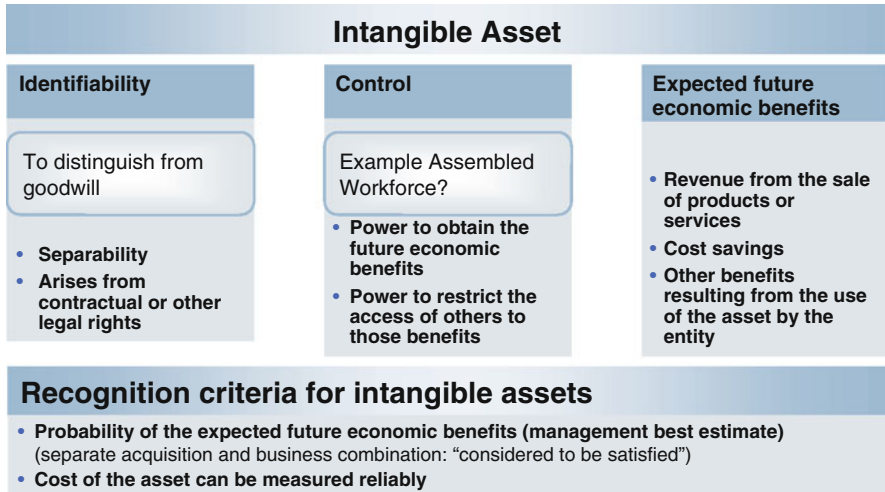 Intangible Asset
Identifiability
To distinguish from
goodwill
• Separability
• Arises from
contractual or other
legal rights
Control
Example Assembled
Workforce?
• Power to obtain the
future economic
benefits
• Power to restrict the
access of others to
those benefits
Expected future
economic benefits
• Revenue from the sale
of products or
services
• Cost savings
• Other benefits
resulting from the use
of the asset by the
entity
Recognition criteria for intangible assets
• Probability of the expected future economic benefits (management best estimate)
(separate acquisition and business combination: “considered to be satisfied”)
• Cost of the asset can be measured reliably